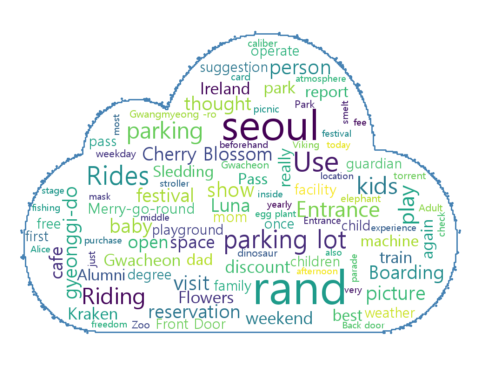 caliber
operate
suggestion person
card atmosphere
Ireland park report
thought picnic Park smelt
Gwangmyeong -ro
most parking seoul fee
pass beforehand festival
weekday Cherry Blossom Viking today
Gwacheon really Use guardian
Sledding location
Rides stroller Pass facility kids torrent
stage festival show inside elephant
mask Luna yearly Entrance play
fishing Merry-go-round egg plant
free baby mom once Entrance child experience check
gyeonggi-do playground again
first open space parking lot machine
Alice purchase dinosaur also train
cafe just Gwacheon dad discount children
Alumni degree visit family rand afternoon parade very Boarding
Riding Flowers picture
Kraken reservation best weather
freedom Zoo Front Door weekend Back door
middle
Adult